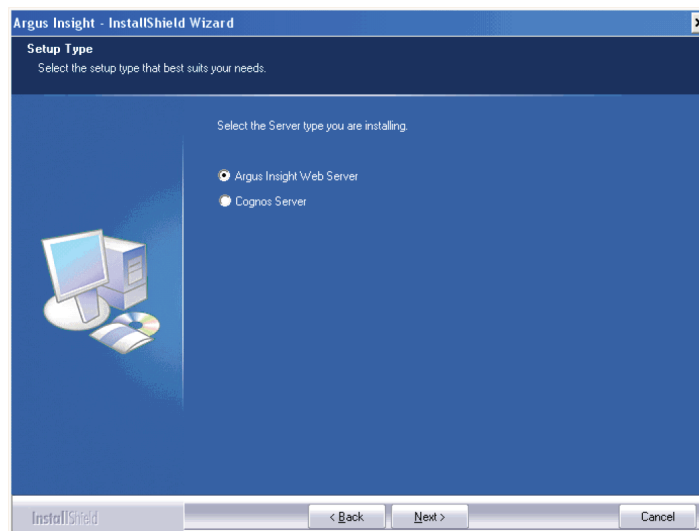 Argus Insight - InstallShield Wizard
Setup Type
Select the setup type that best suits your needs.
Select the Server type you are installing.
Argus Insight Web Server
Cognos Server
InstallShield
< Back
Next >
Cancel